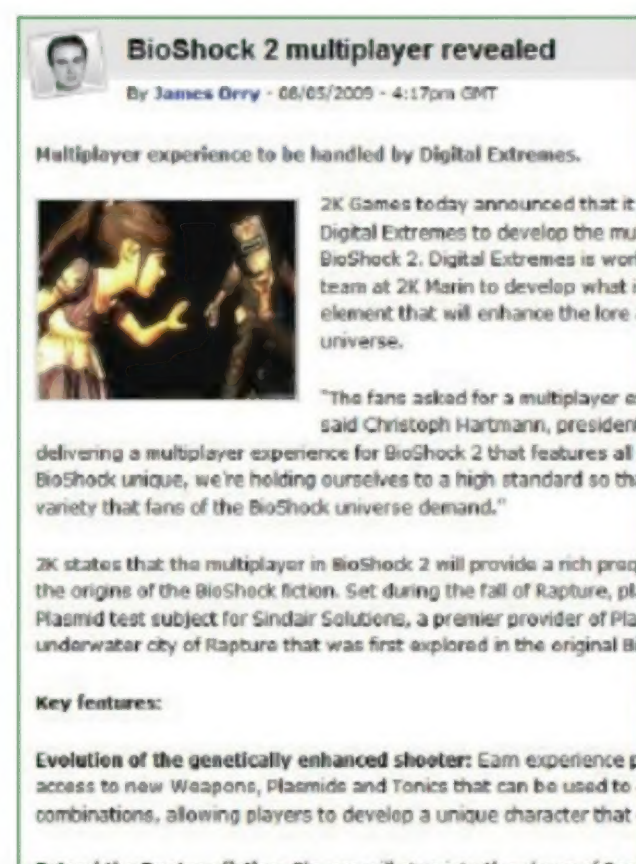 BioShock 2 multiplayer revealed
By James Orry - 08/05/2009 - 4:17pm GMT
Multiplayer experience to be handled by Digital Extremes.
2K Games today announced that it
Digital Extremes to develop the mu
BioShock 2. Digital Extremes is wor
team at 2K Marin to develop what i
element that will enhance the lore
universe.
"The fans asked for a multiplayer e
said Christoph Hartmann, president
delivering a multiplayer experience for BioShock 2 that features all
BioShock unique, we're holding ourselves to a high standard so tha
variety that fans of the BioShock universe demand."
2K states that the multiplayer in BioShock 2 will provide a rich preq
the origins of the BioShock fiction. Set during the fall of Rapture, pl
Plasmid test subject for Sinclair Solutions, a premier provider of Pla
underwater city of Rapture that was first explored in the original B
Key features:
Evolution of the genetically enhanced shooter: Earn experience p
access to new Weapons, Plasmids and Tonics that can be used to
combinations, allowing players to develop a unique character that